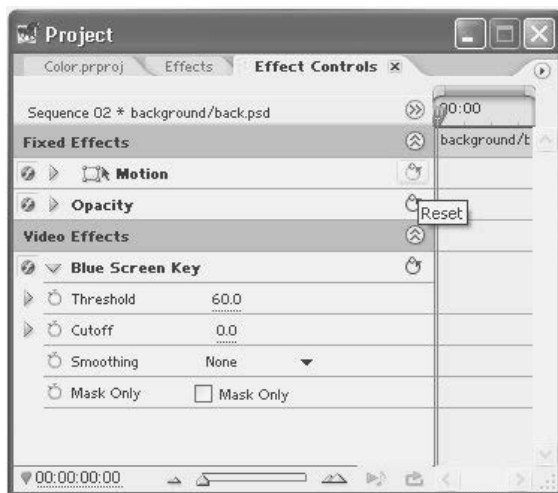 Project
Color.prproj Effects Effect Controls
Sequence 02 * background/back.psd 00:00
Fixed Effects background/b
Motion
Opacity
Reset
Video Effects
Blue Screen Key
Threshold 60.0
Cutoff 0.0
Smoothing None
Mask Only Mask Only
00:00:00:00